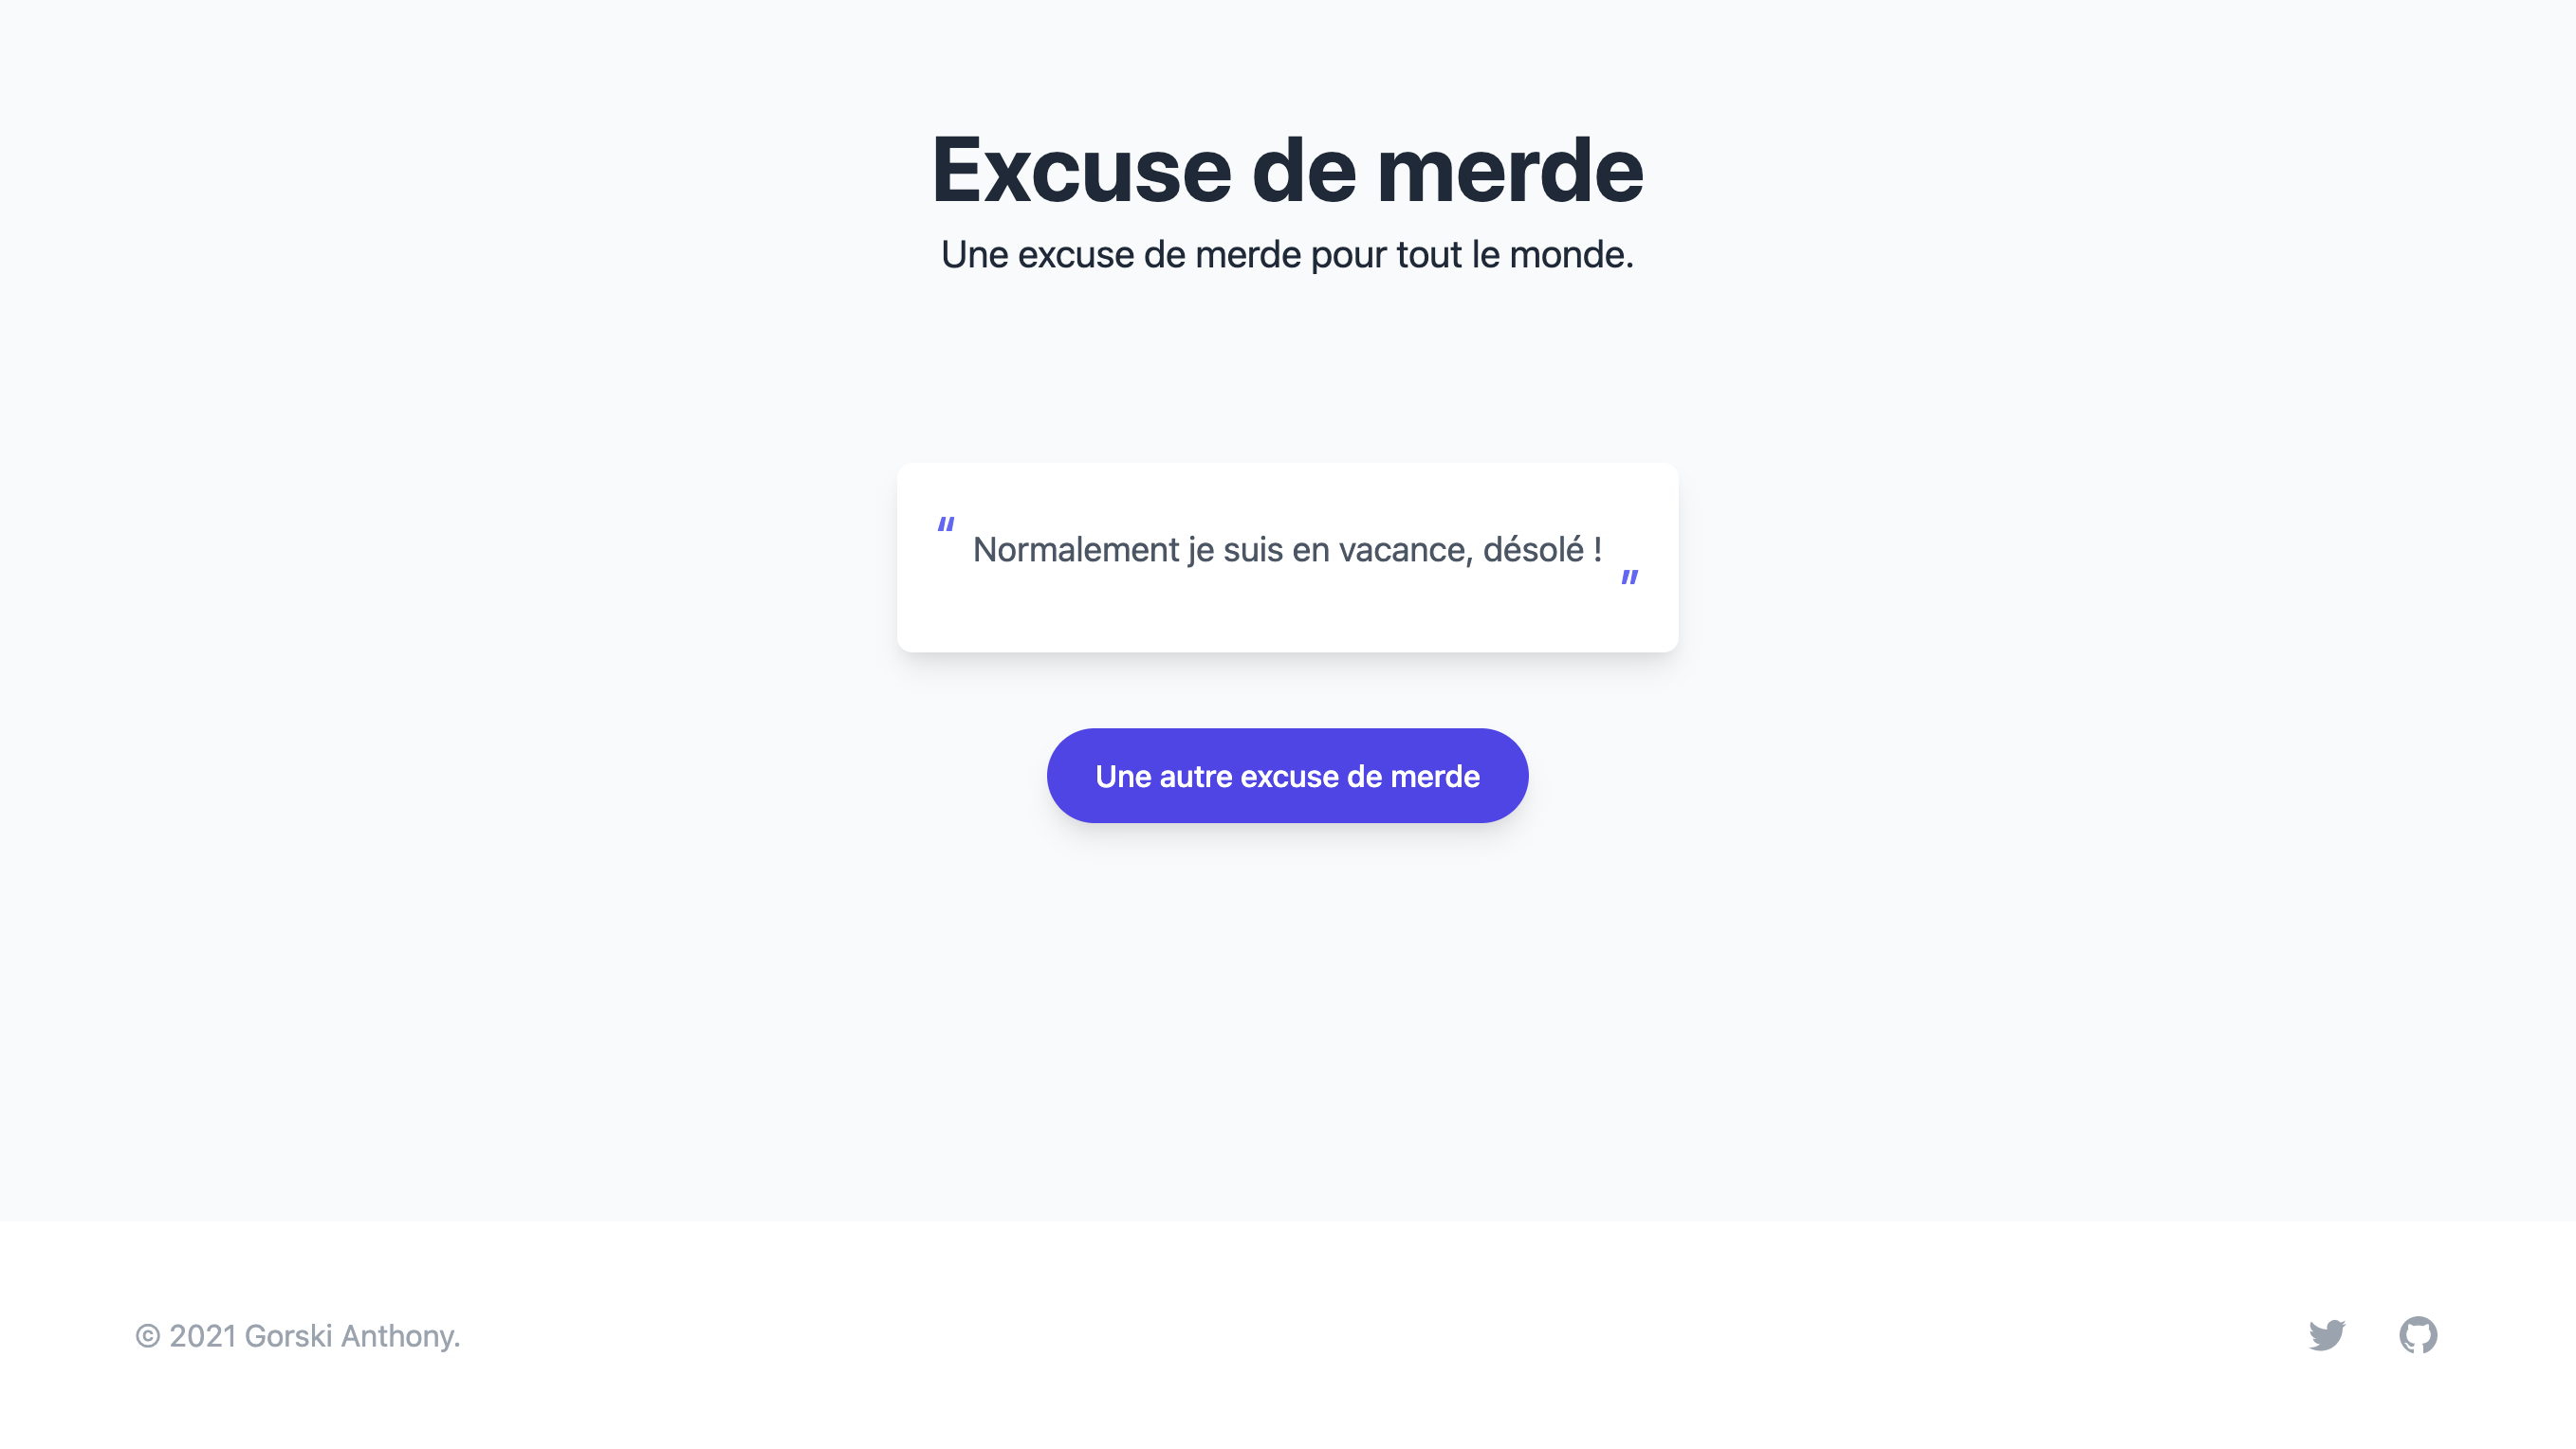 Excuse de merde
Une excuse de merde pour tout le monde.
“ Normalement je suis en vacance, désolé ! ”
Une autre excuse de merde
© 2021 Gorski Anthony.